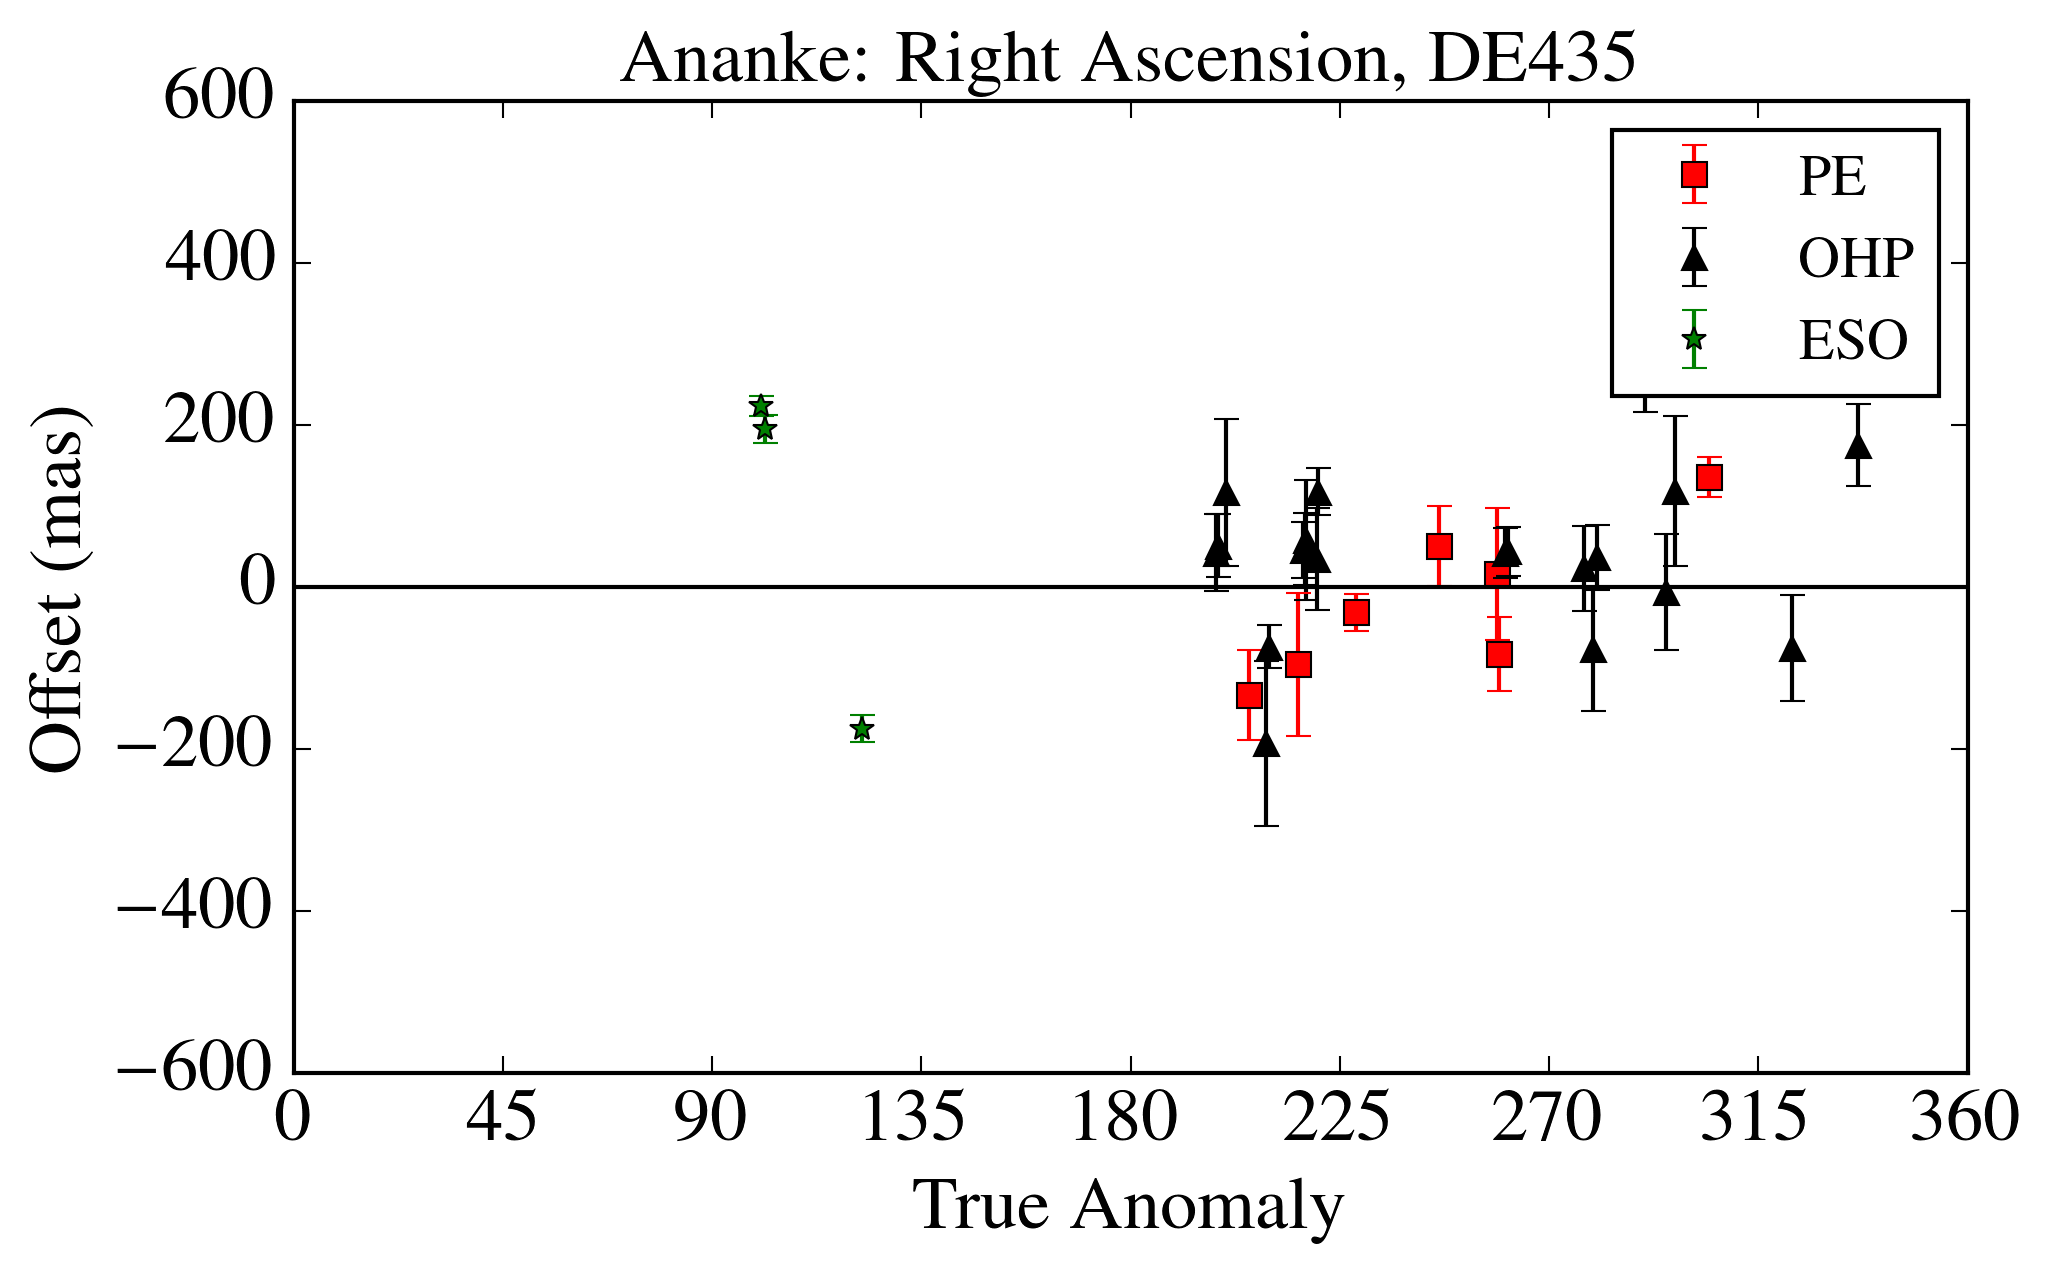 Ananke: Right Ascension, DE435
600
400
200
0
−200
−400
−600
Offset (mas)
0 45 90 135 180 225 270 315 360
True Anomaly
PE
OHP
ESO